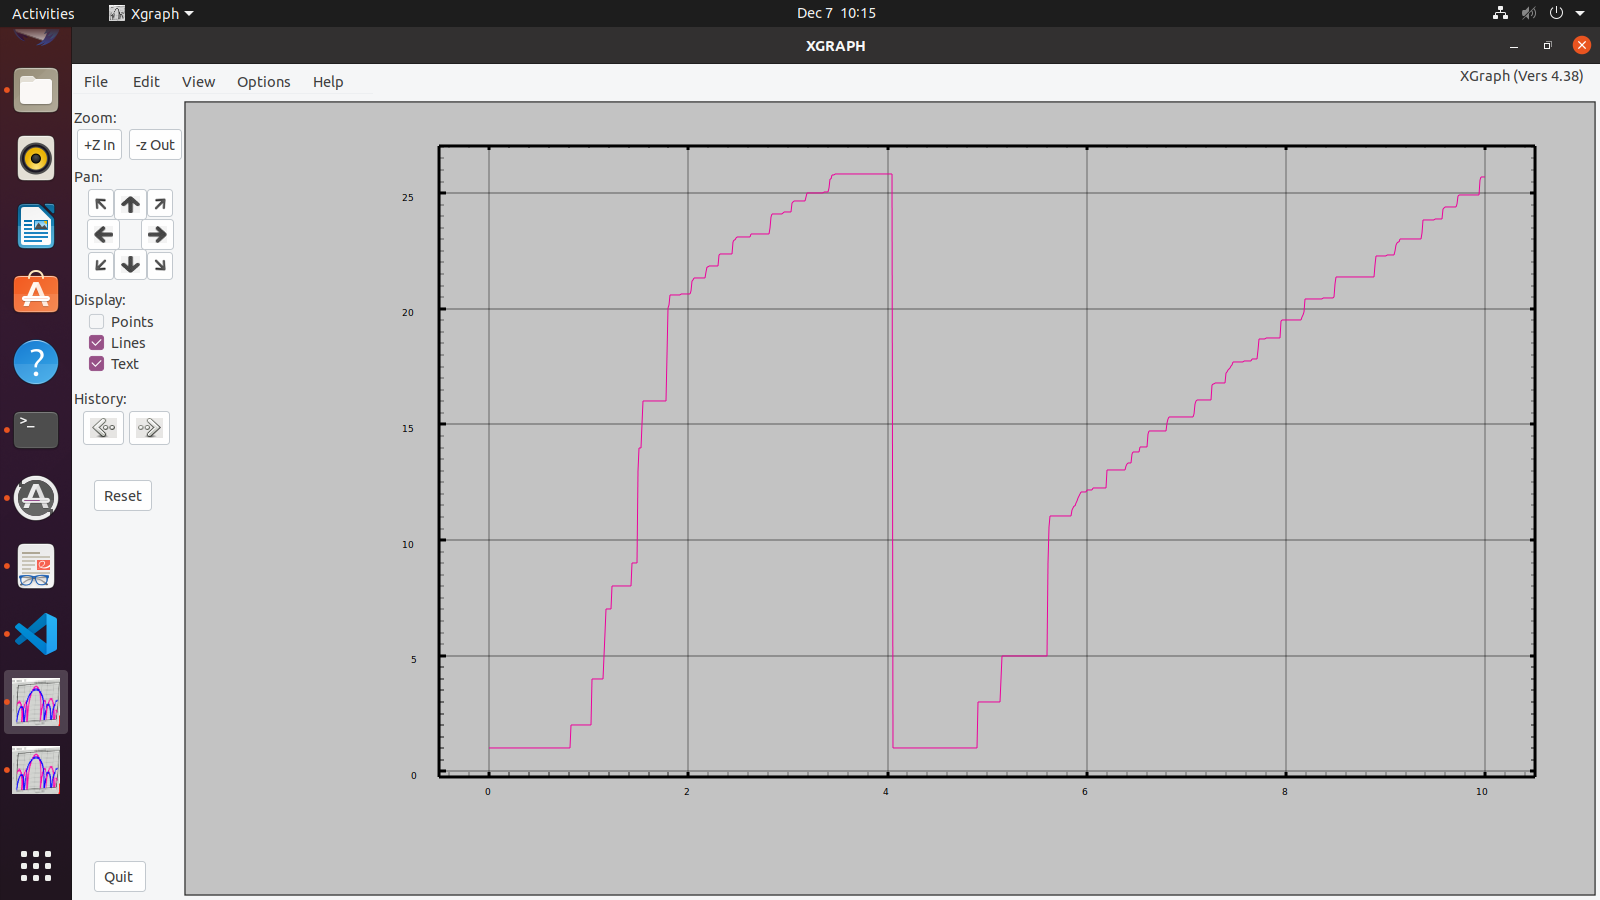 Activities Xgraph Dec 7 10:15
XGRAPH
File Edit View Options Help XGraph (Vers 4.38)
Zoom:
+Z In -z Out
Pan:
Display:
Points
Lines
Text
History:
Reset
Quit
25
20
15
10
5
0
0 2 4 6 8 10